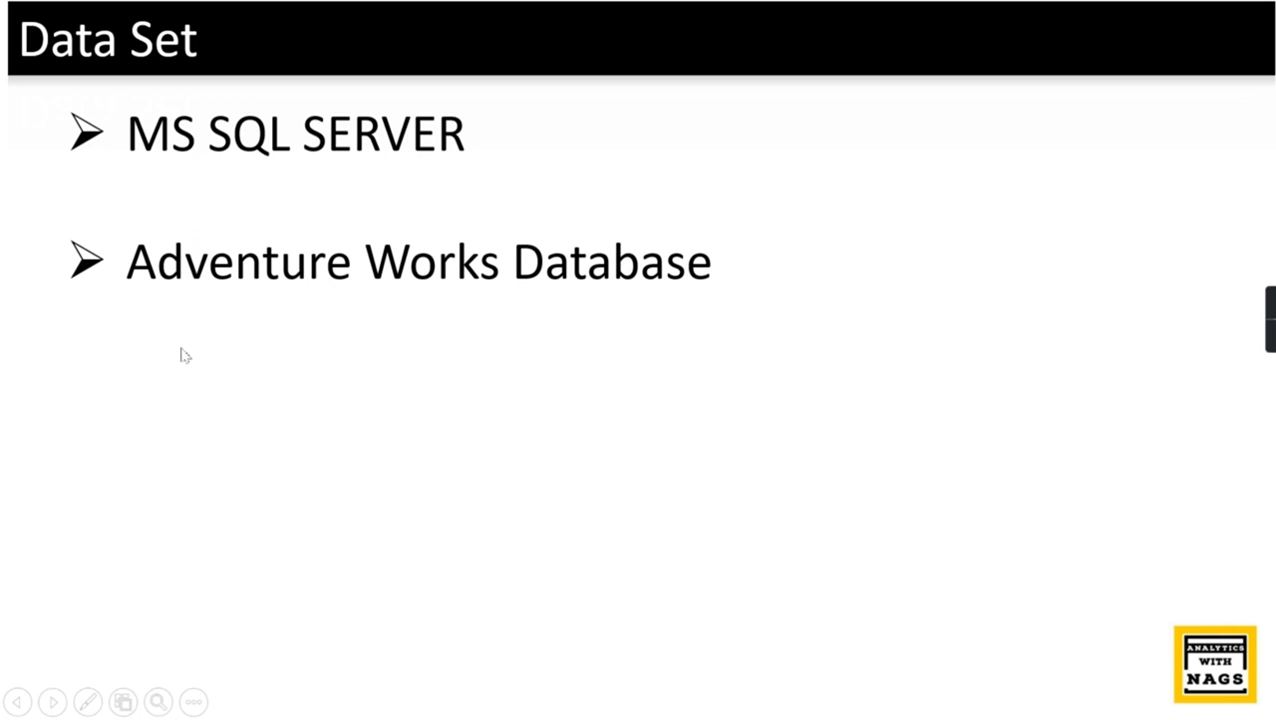 Data Set
MS SQL SERVER
Adventure Works Database
ANALYTICS
WITH
NAGS